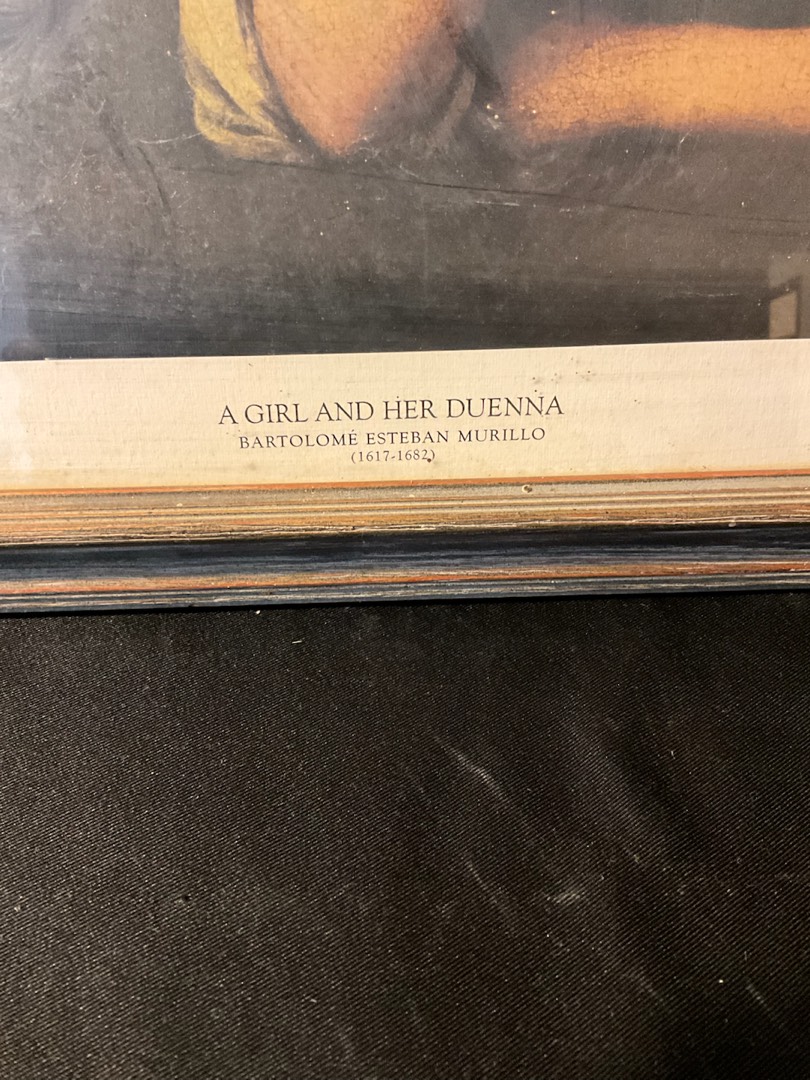 A GIRL AND HER DUENNA
BARTOLOMÉ ESTEBAN MURILLO
(1617-1682)